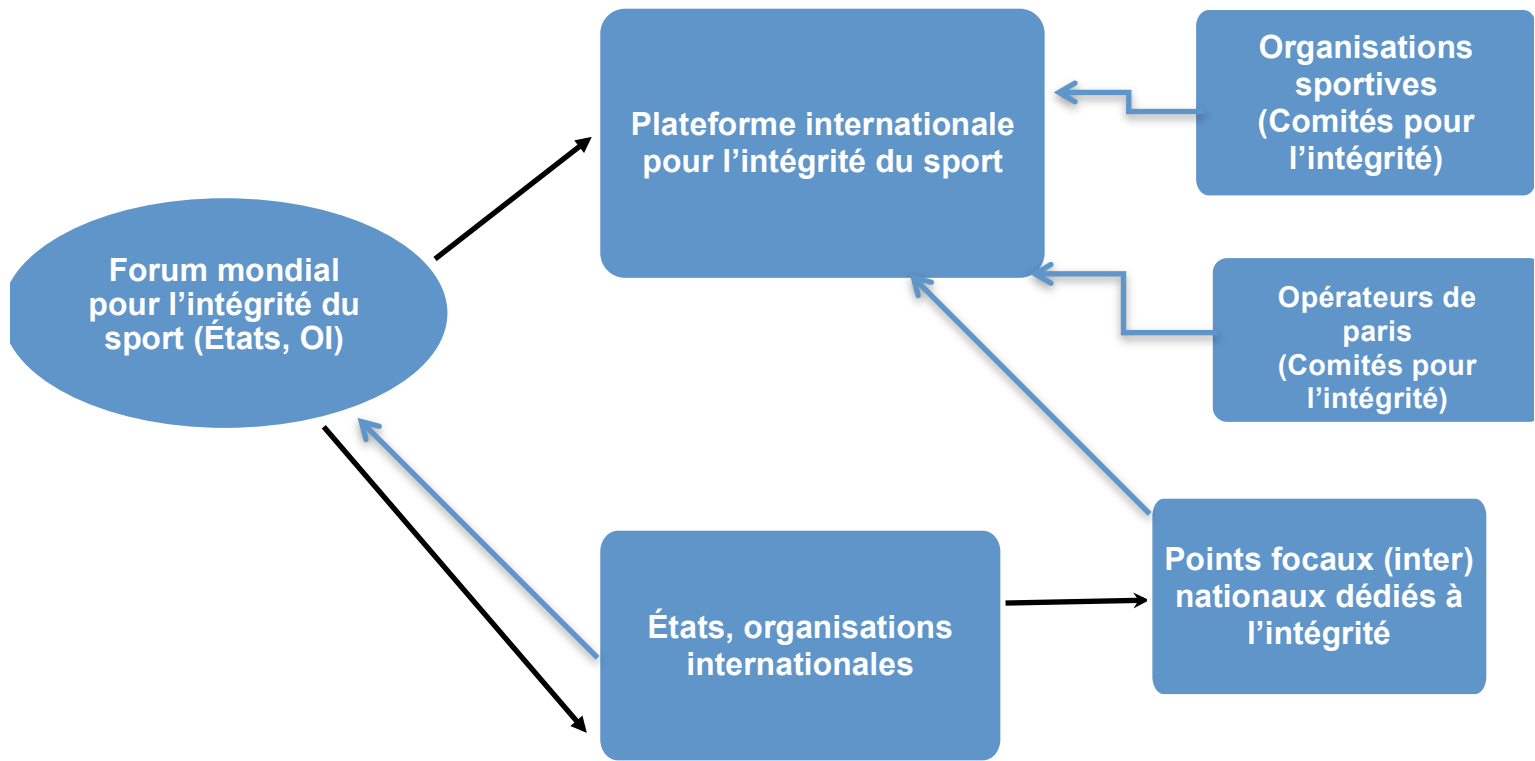 Forum mondial
pour l’intégrité du
sport (États, OI)
Plateforme internationale
pour l’intégrité du sport
Organisations
sportives
(Comités pour
l’intégrité)
Opérateurs de
paris
(Comités pour
l’intégrité)
États, organisations
internationales
Points focaux (inter)
nationaux dédiés à
l’intégrité